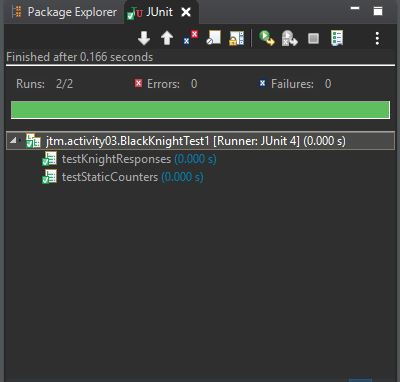 Package Explorer JUnit
Finished after 0.166 seconds
Runs: 2/2 Errors: 0 Failures: 0
jtm.activity03.BlackKnightTest1 [Runner: JUnit 4] (0.000 s)
testKnightResponses (0.000 s)
testStaticCounters (0.000 s)